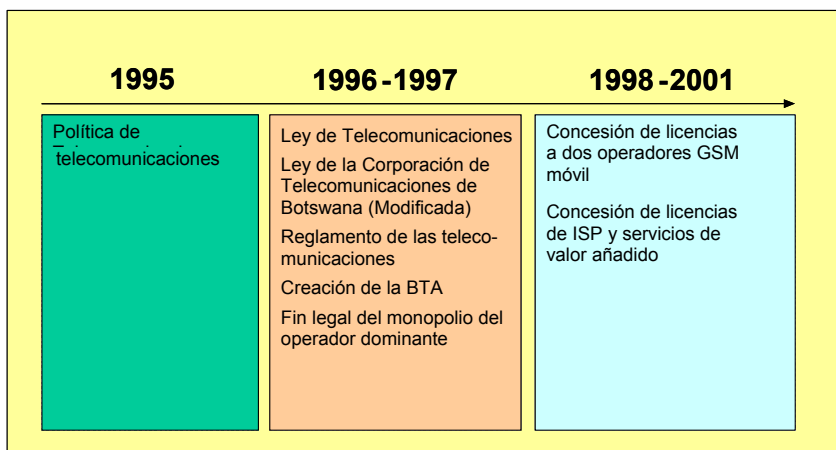 1995
1996-1997
1998-2001
Política de
telecomunicaciones
Ley de Telecomunicaciones
Ley de la Corporación de
Telecomunicaciones de
Botswana (Modificada)
Reglamento de las teleco-
municaciones
Creación de la BTA
Fin legal del monopolio del
operador dominante
Concesión de licencias
a dos operadores GSM
móvil
Concesión de licencias
de ISP y servicios de
valor añadido